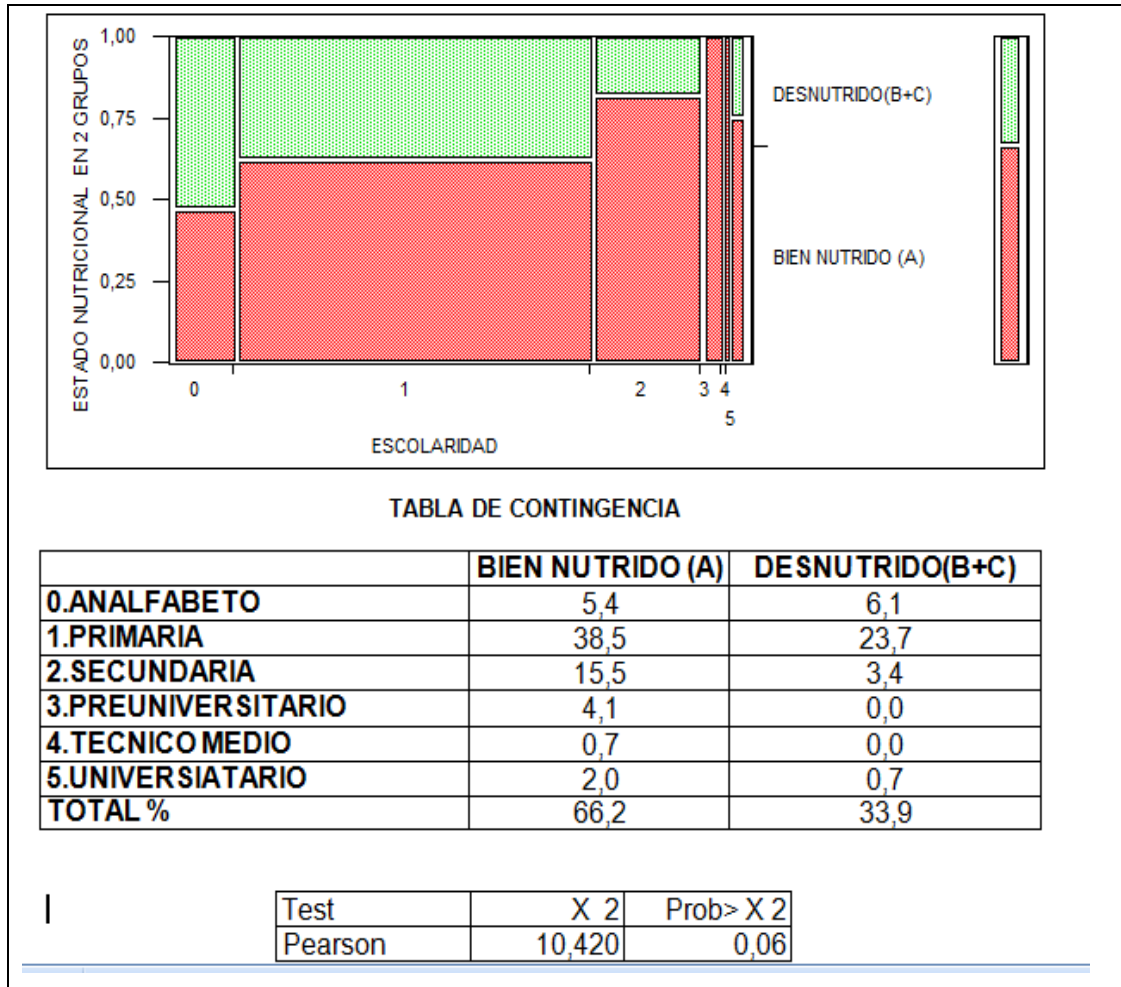 ESTADO NUTRICIONAL EN 2 GRUPOS
1,00
0,75
0,50
0,25
0,00
DESNUTRIDO(B+C)
BIEN NUTRIDO (A)
0 1 2 3 4
5
ESCOLARIDAD
TABLA DE CONTINGENCIA
BIEN NUTRIDO (A) DESNUTRIDO(B+C)
0.ANALFABETO 5,4 6,1
1.PRIMARIA 38,5 23,7
2.SECUNDARIA 15,5 3,4
3.PREUNIVERSITARIO 4,1 0,0
4.TECNICO MEDIO 0,7 0,0
5.UNIVERSIATARIO 2,0 0,7
TOTAL % 66,2 33,9
Test X 2 Prob> X 2
Pearson 10,420 0,06